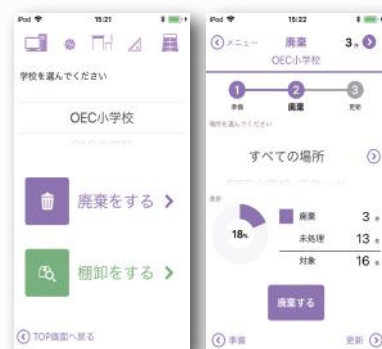 iPod 15:21
学校を選んでください
OEC小学校
廃棄をする
棚卸をする
TOP画面へ戻る
iPod 15:22
メニュー 廃棄 3
OEC小学校
1 2 3
準備 廃棄 更新
場所を選んでください
すべての場所
進捗
18%
廃棄 3
未処理 13
対象 16
廃棄する
準備 更新